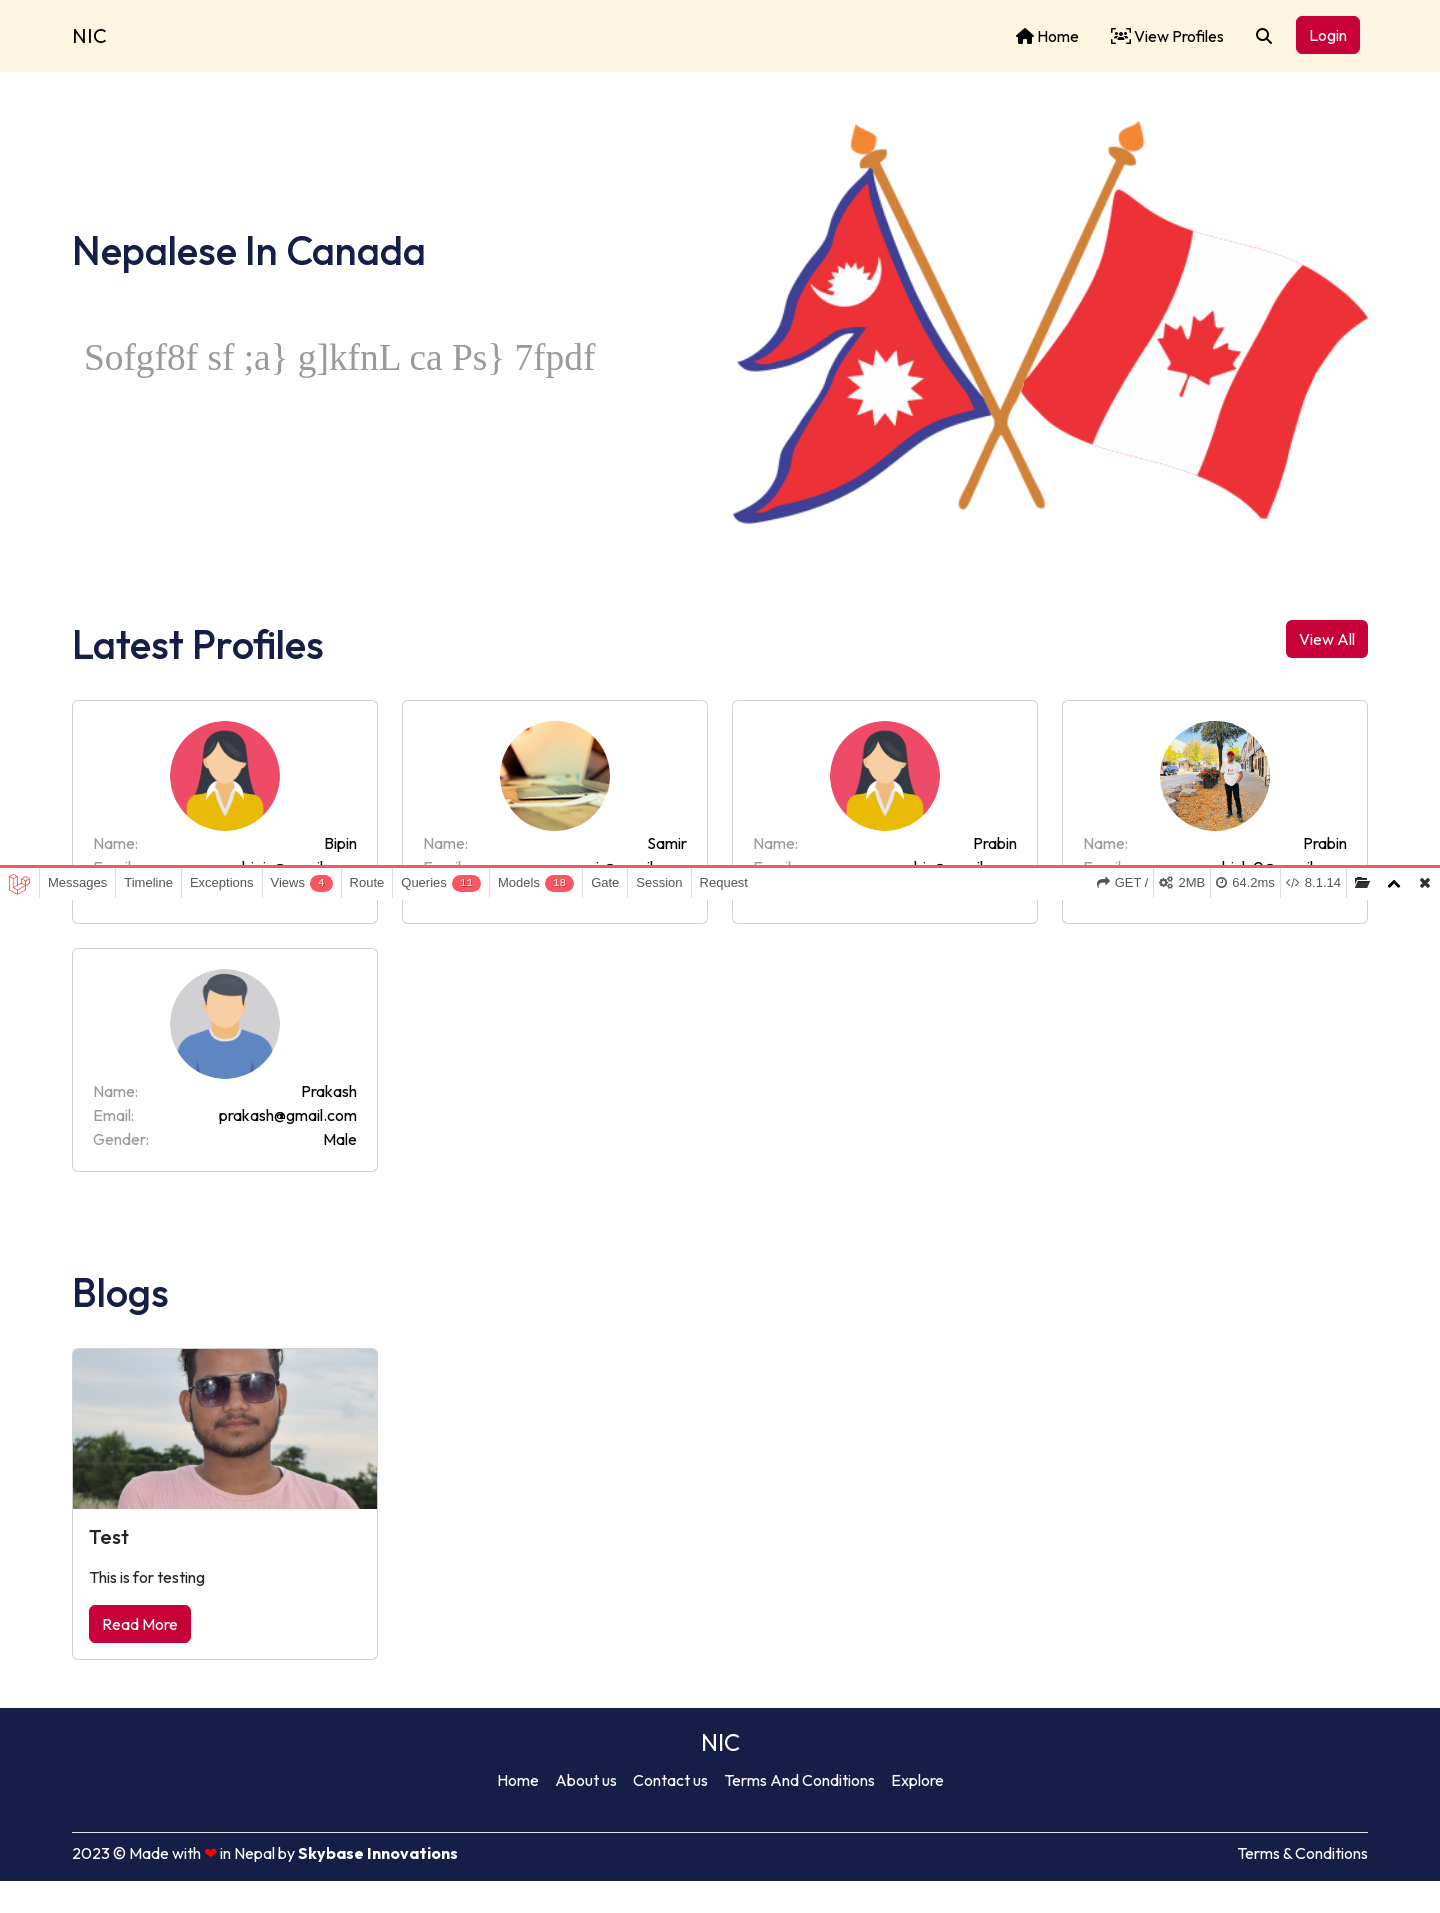 NIC
Home
View Profiles
Login
Nepalese In Canada
Sofgf8f sf ;a} g]kfnL ca Ps} 7fpdf
Latest Profiles
View All
Name: Bipin
Name: Samir
Name: Prabin
Name: Prabin
Messages Timeline Exceptions Views 4 Route Queries 11 Models 18 Gate Session Request GET / 2MB 64.2ms 8.1.14
Name: Prakash
Email: prakash@gmail.com
Gender: Male
Blogs
Test
This is for testing
Read More
NIC
Home About us Contact us Terms And Conditions Explore
2023 © Made with ❤ in Nepal by Skybase Innovations
Terms & Conditions